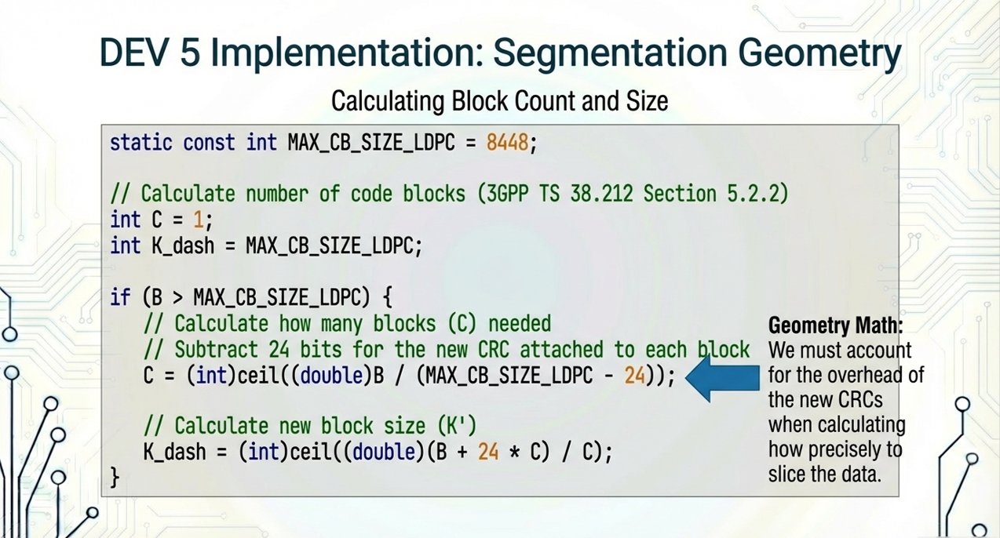 DEV 5 Implementation: Segmentation Geometry
Calculating Block Count and Size
static const int MAX_CB_SIZE_LDPC = 8448;
// Calculate number of code blocks (3GPP TS 38.212 Section 5.2.2)
int C = 1;
int K_dash = MAX_CB_SIZE_LDPC;
if (B > MAX_CB_SIZE_LDPC) {
// Calculate how many blocks (C) needed
// Subtract 24 bits for the new CRC attached to each block
C = (int)ceil((double)B / (MAX_CB_SIZE_LDPC - 24));
// Calculate new block size (K')
K_dash = (int)ceil((double)(B + 24 * C) / C);
}
Geometry Math:
We must account
for the overhead of
the new CRCs
when calculating
how precisely to
slice the data.